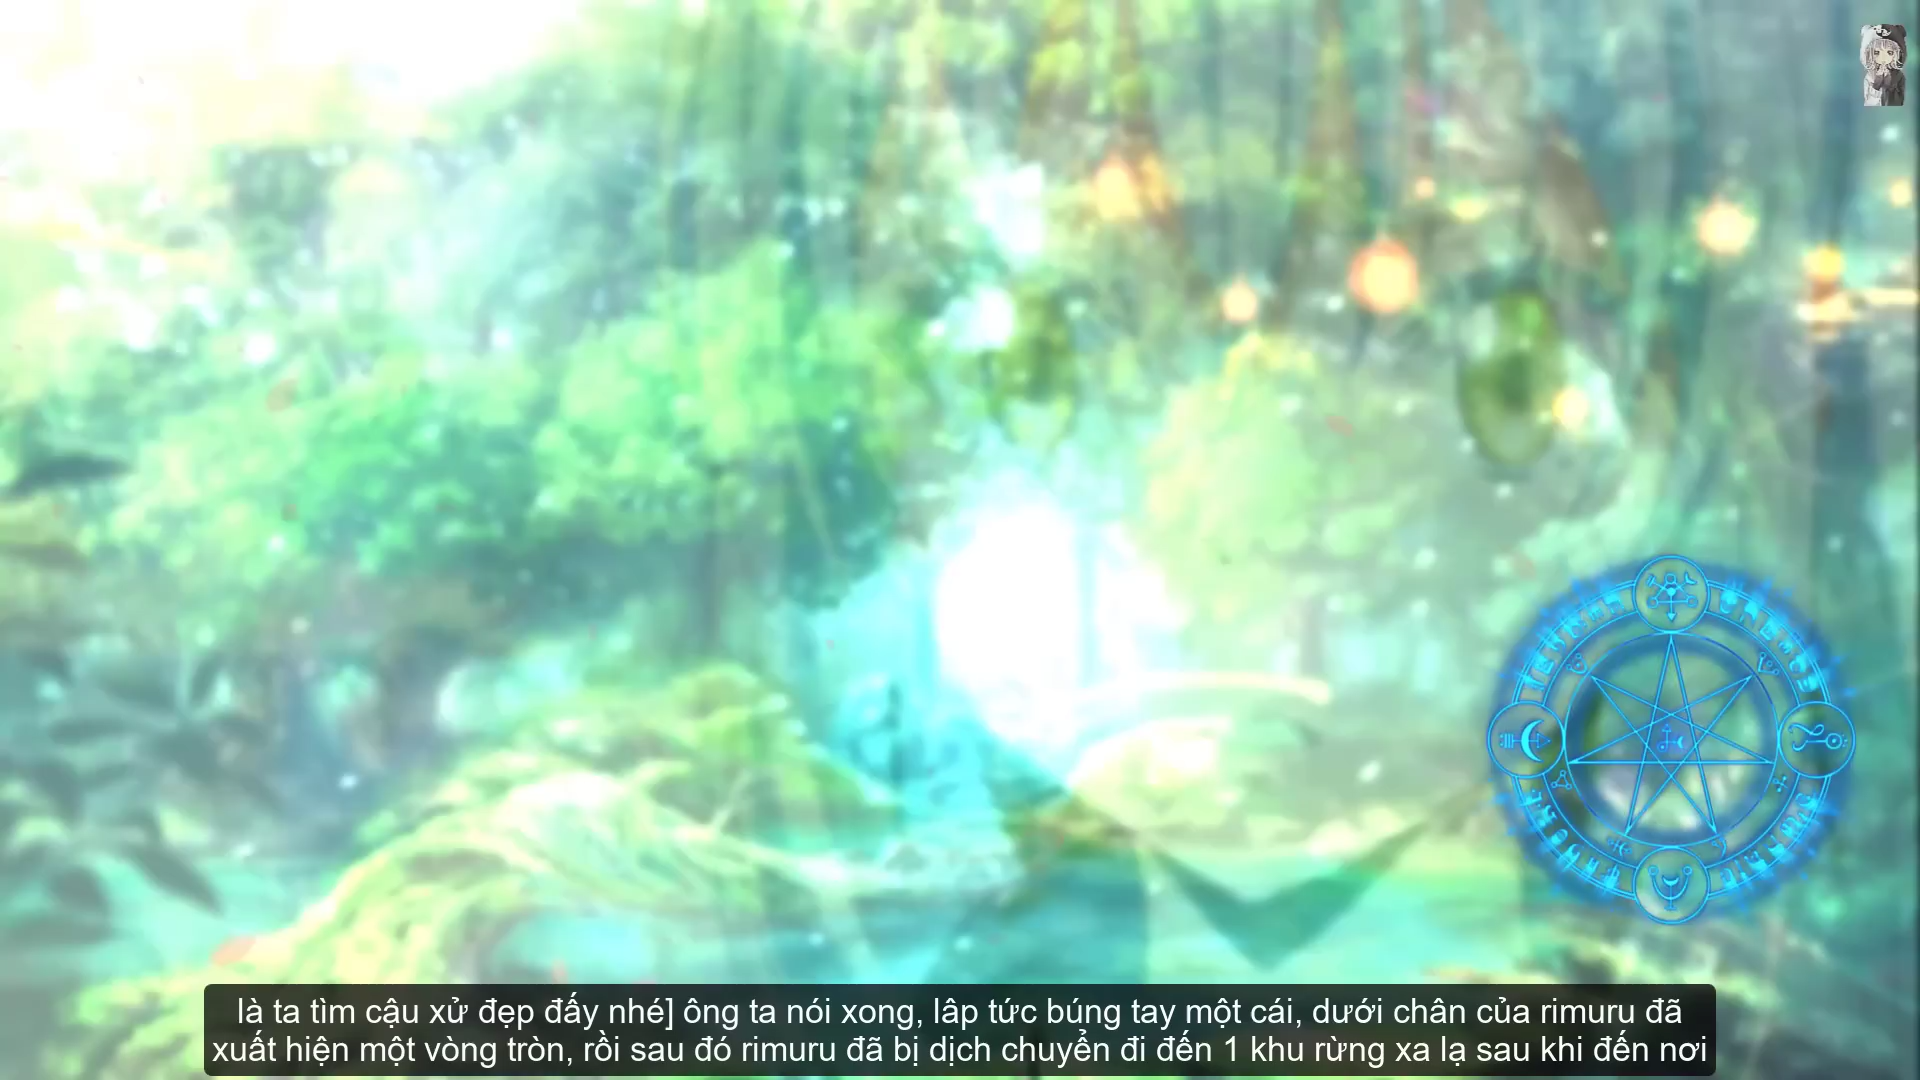 là ta tìm cậu xử đẹp đấy nhé] ông ta nói xong, lâp tức búng tay một cái, dưới chân của rimuru đã
xuất hiện một vòng tròn, rồi sau đó rimuru đã bị dịch chuyển đi đến 1 khu rừng xa lạ sau khi đến nơi